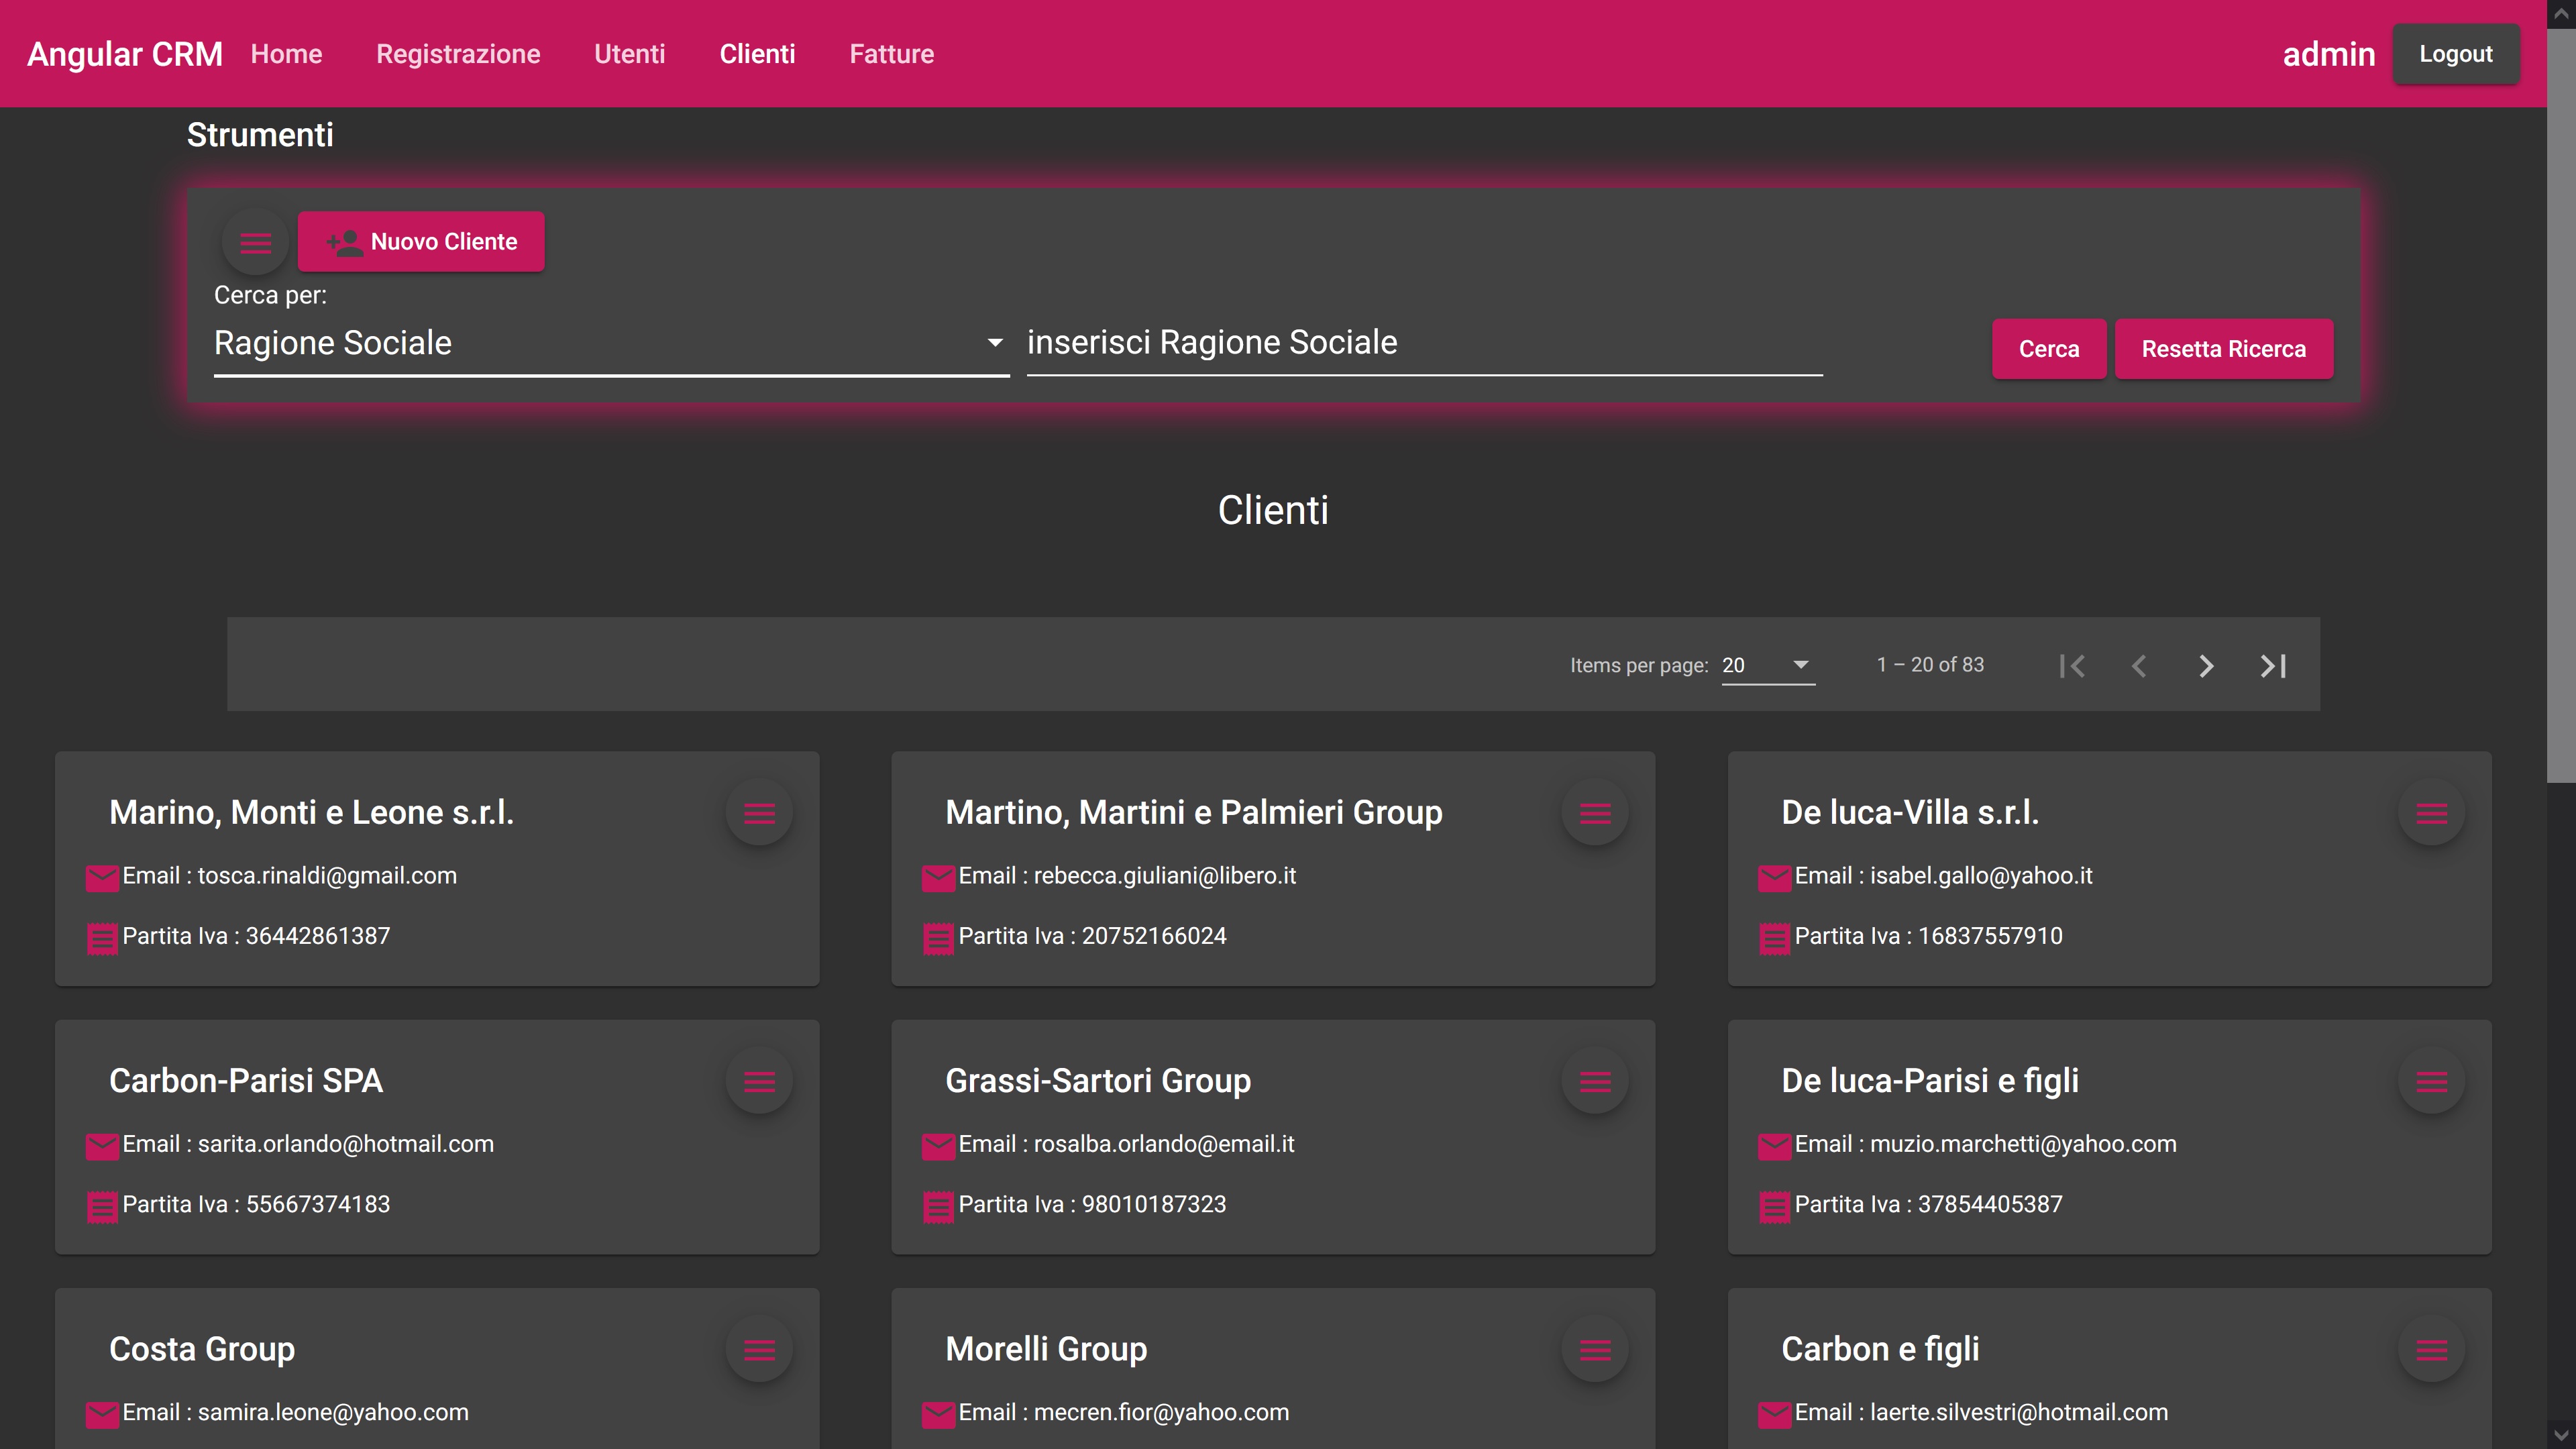 Angular CRM Home Registrazione Utenti Clienti Fatture admin Logout
Strumenti
Nuovo Cliente
Cerca per:
Ragione Sociale inserisci Ragione Sociale Cerca Resetta Ricerca
Clienti
Items per page: 20 1 – 20 of 83
Marino, Monti e Leone s.r.l.
Email : tosca.rinaldi@gmail.com
Partita Iva : 36442861387
Martino, Martini e Palmieri Group
Email : rebecca.giuliani@libero.it
Partita Iva : 20752166024
De luca-Villa s.r.l.
Email : isabel.gallo@yahoo.it
Partita Iva : 16837557910
Carbon-Parisi SPA
Email : sarita.orlando@hotmail.com
Partita Iva : 55667374183
Grassi-Sartori Group
Email : rosalba.orlando@email.it
Partita Iva : 98010187323
De luca-Parisi e figli
Email : muzio.marchetti@yahoo.com
Partita Iva : 37854405387
Costa Group
Email : samira.leone@yahoo.com
Morelli Group
Email : mecren.fior@yahoo.com
Carbon e figli
Email : laerte.silvestri@hotmail.com